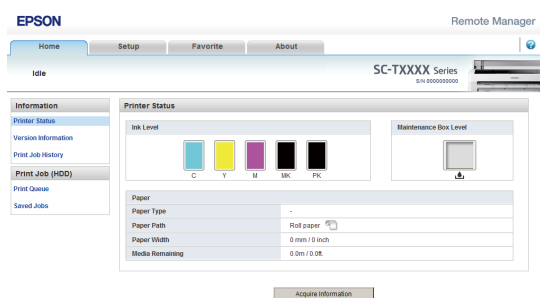 EPSON
Remote Manager
Home Setup Favorite About
Idle
SC-TXXXX Series
S/N 0000000000
Information
Printer Status
Version Information
Print Job History
Print Job (HDD)
Print Queue
Saved Jobs
Printer Status
Ink Level
Maintenance Box Level
C Y M MK PK
Paper
Paper Type -
Paper Path Roll paper
Paper Width 0 mm / 0 inch
Media Remaining 0.0m / 0.0ft.
Acquire Information